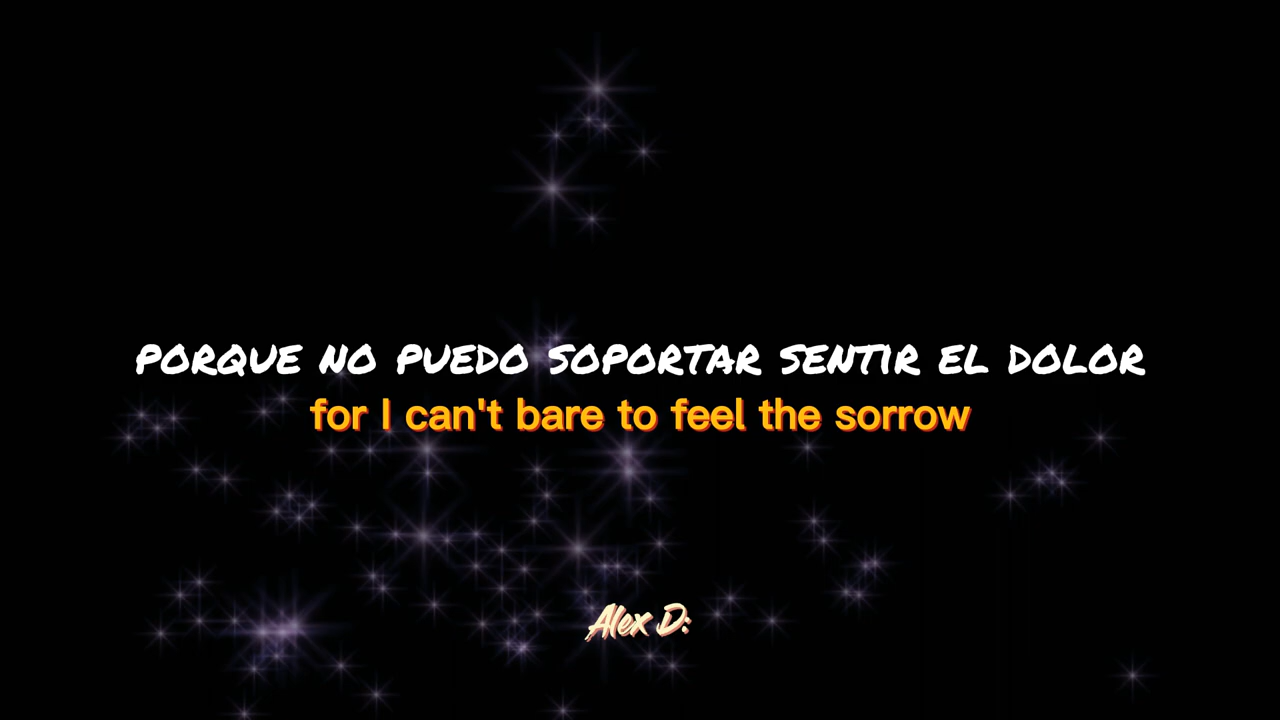 PORQUE NO PUEDO SOPORTAR SENTIR EL DOLOR
for I can't bare to feel the sorrow
Alex D: